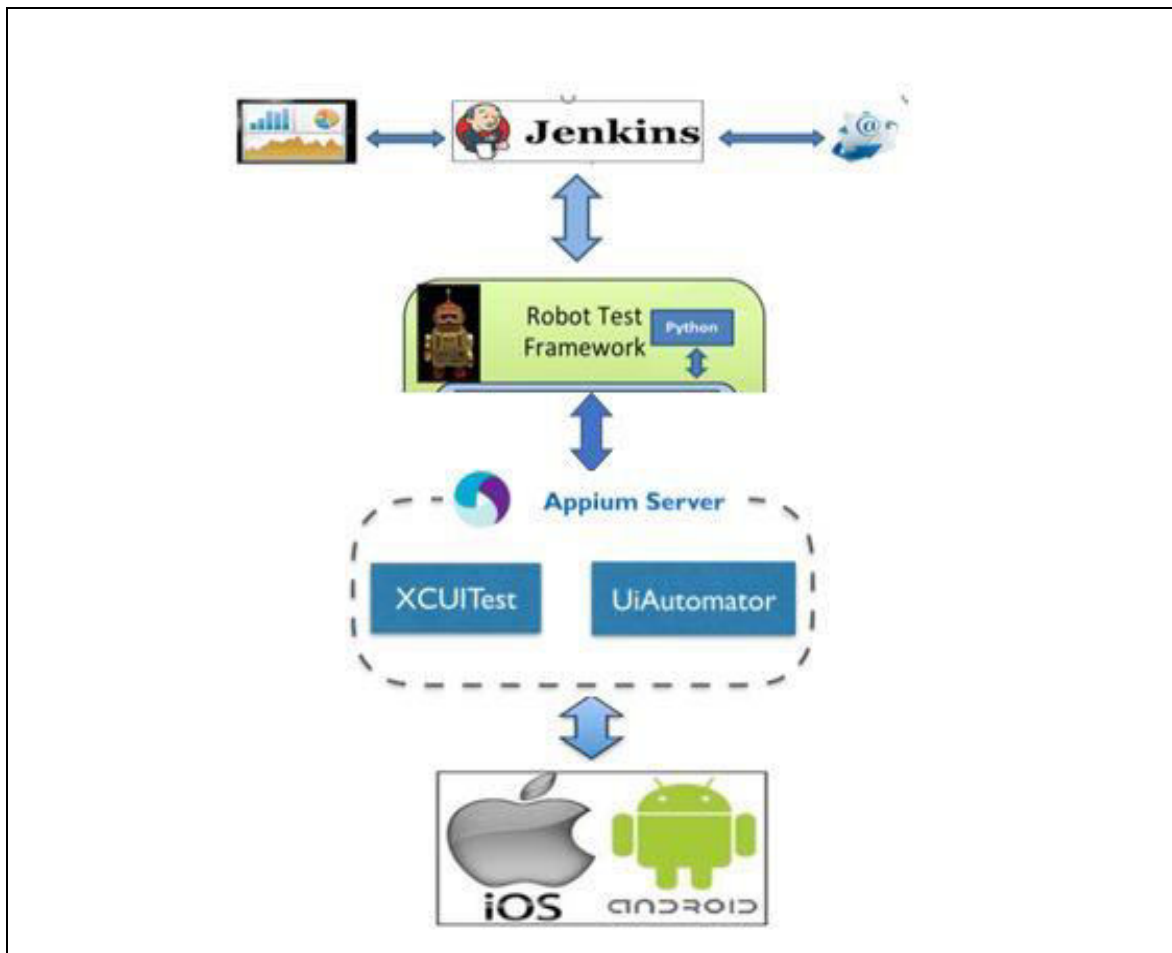 Jenkins
Robot Test
Framework
Python
Appium Server
XCUITest
UiAutomator
iOS
ANDROID